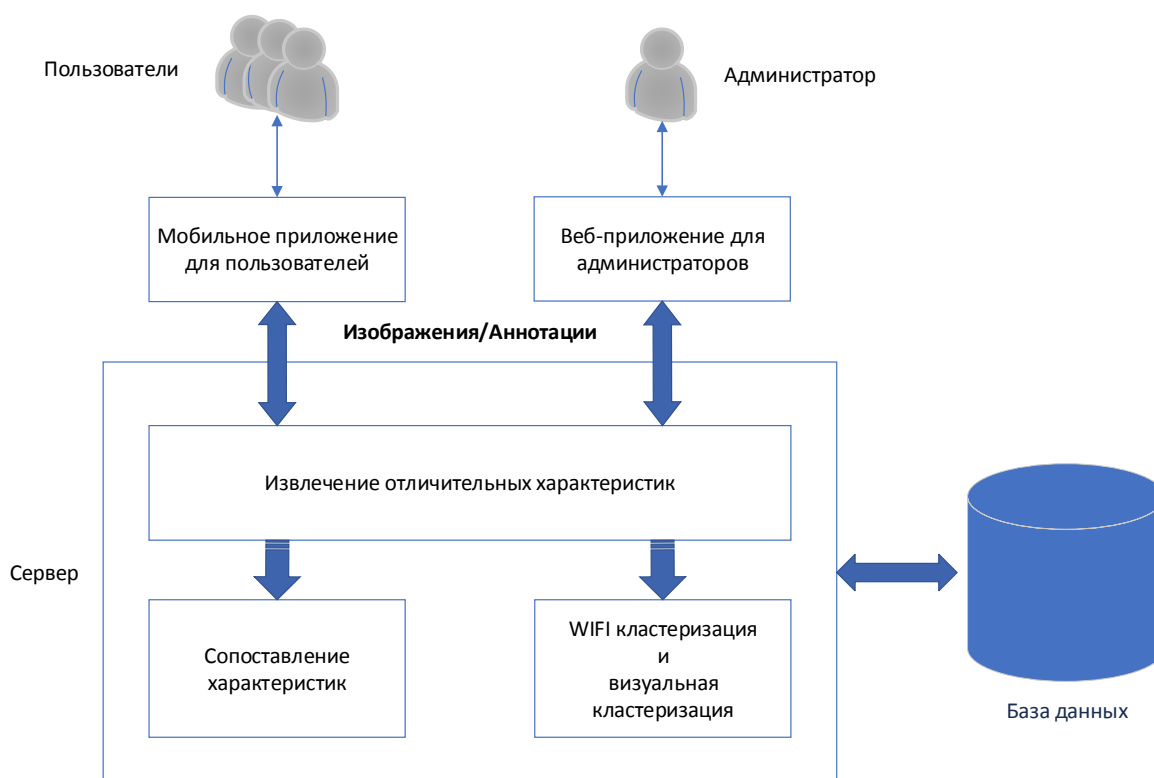 Пользователи
Администратор
Мобильное приложение
для пользователей
Веб-приложение для
администраторов
Изображения/Аннотации
Извлечение отличительных характеристик
Сервер
Сопоставление
характеристик
WIFI кластеризация
и
визуальная
кластеризация
База данных